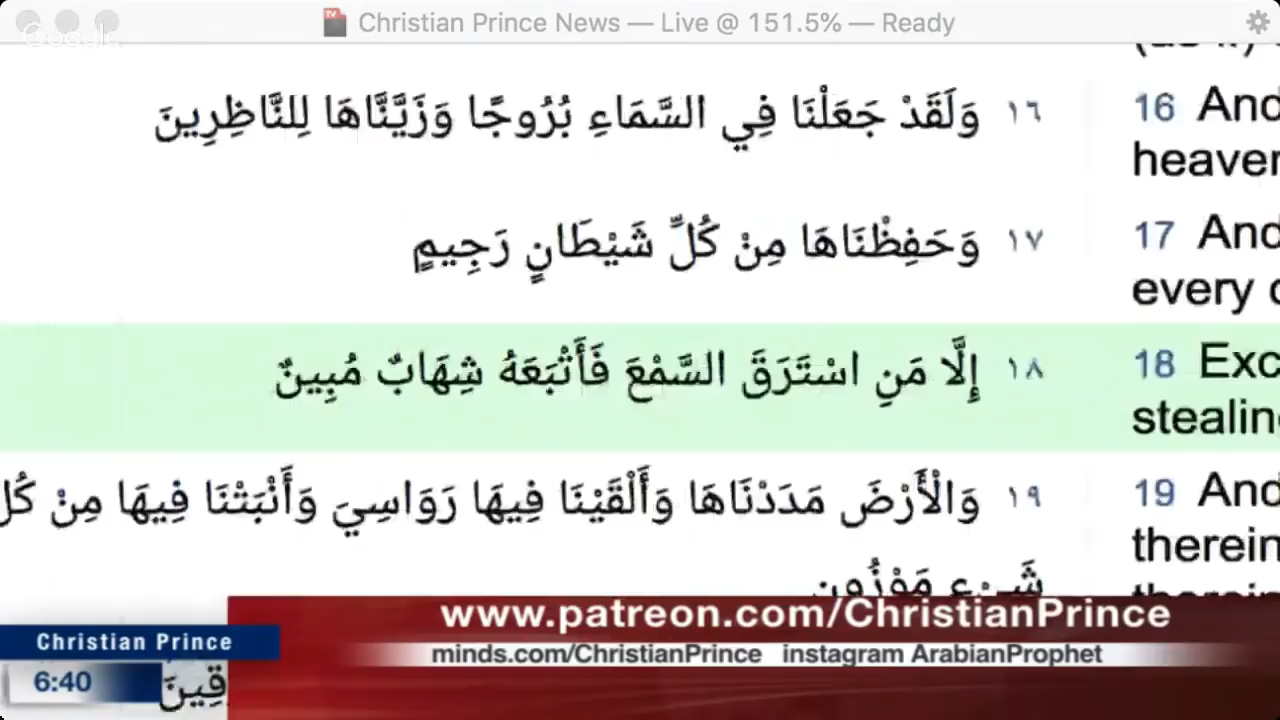 Christian Prince News — Live @ 151.5% — Ready
Google
١٦ وَلَقَدْ جَعَلْنَا فِي السَّمَاءِ بُرُوجًا وَزَيَّنَّاهَا لِلنَّاظِرِينَ
16 And
heaven
١٧ وَحَفِظْنَاهَا مِنْ كُلِّ شَيْطَانٍ رَجِيمٍ
17 And
every
١٨ إِلَّا مَنِ اسْتَرَقَ السَّمْعَ فَأَتْبَعَهُ شِهَابٌ مُبِينٌ
18 Exc
stealin
١٩ وَالْأَرْضَ مَدَدْنَاهَا وَأَلْقَيْنَا فِيهَا رَوَاسِيَ وَأَنْبَتْنَا فِيهَا مِنْ كُلِّ
شَيْءٍ مَوْزُونٍ
19 And
therein
www.patreon.com/ChristianPrince
Christian Prince
minds.com/ChristianPrince instagram ArabianProphet
6:40